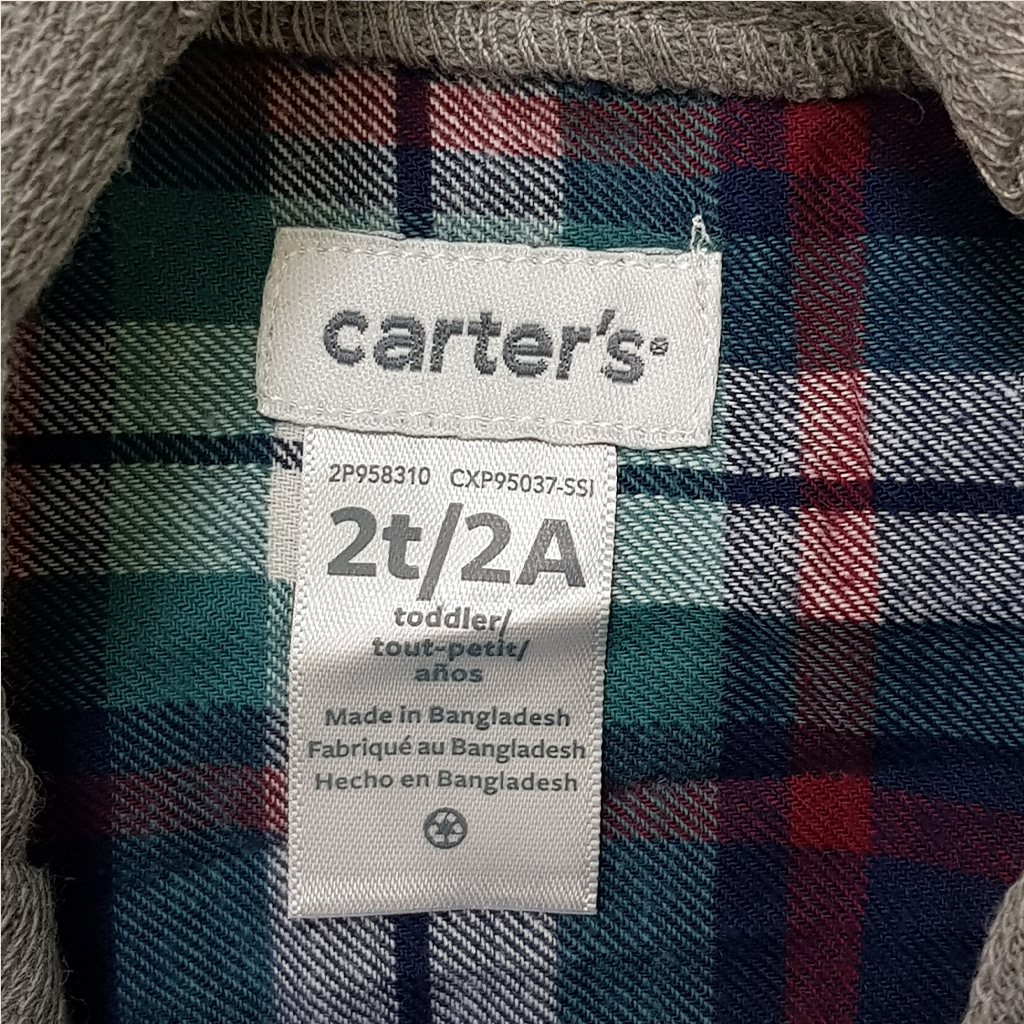 carter's®
2P958310 CXP95037-SSI
2t/2A
toddler/
tout-petit/
años
Made in Bangladesh
Fabriqué au Bangladesh
Hecho en Bangladesh